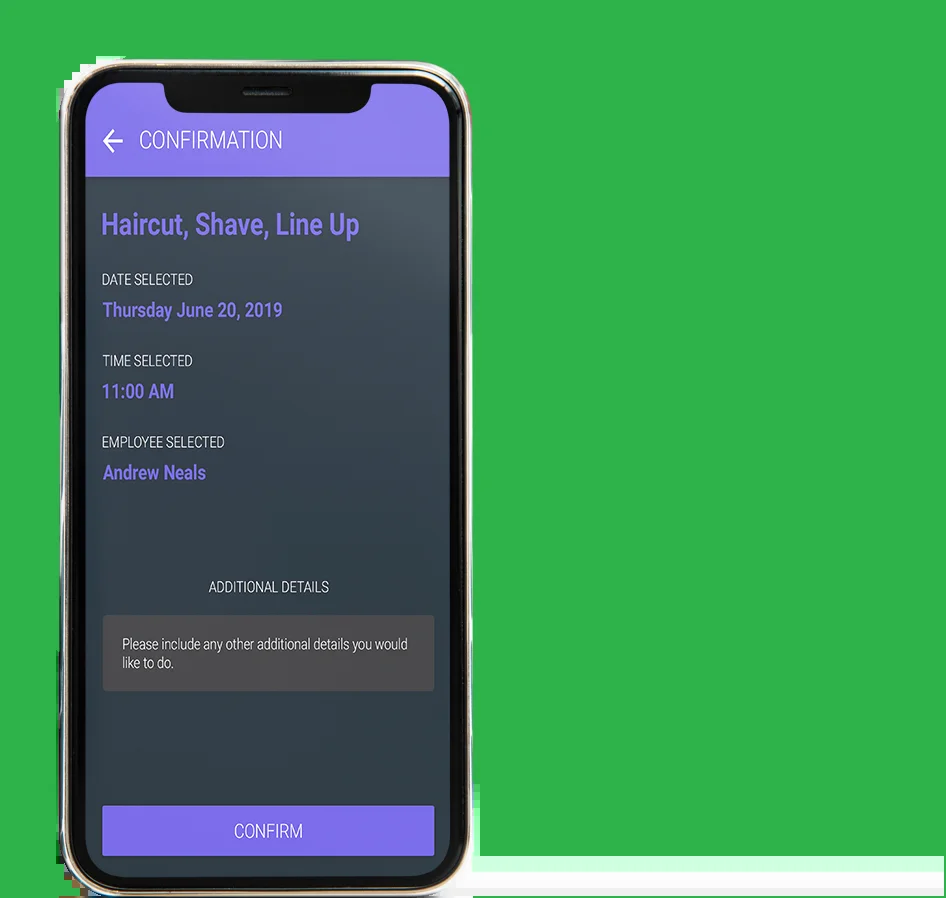 CONFIRMATION
Haircut, Shave, Line Up
DATE SELECTED
Thursday June 20, 2019
TIME SELECTED
11:00 AM
EMPLOYEE SELECTED
Andrew Neals
ADDITIONAL DETAILS
Please include any other additional details you would
like to do.
CONFIRM